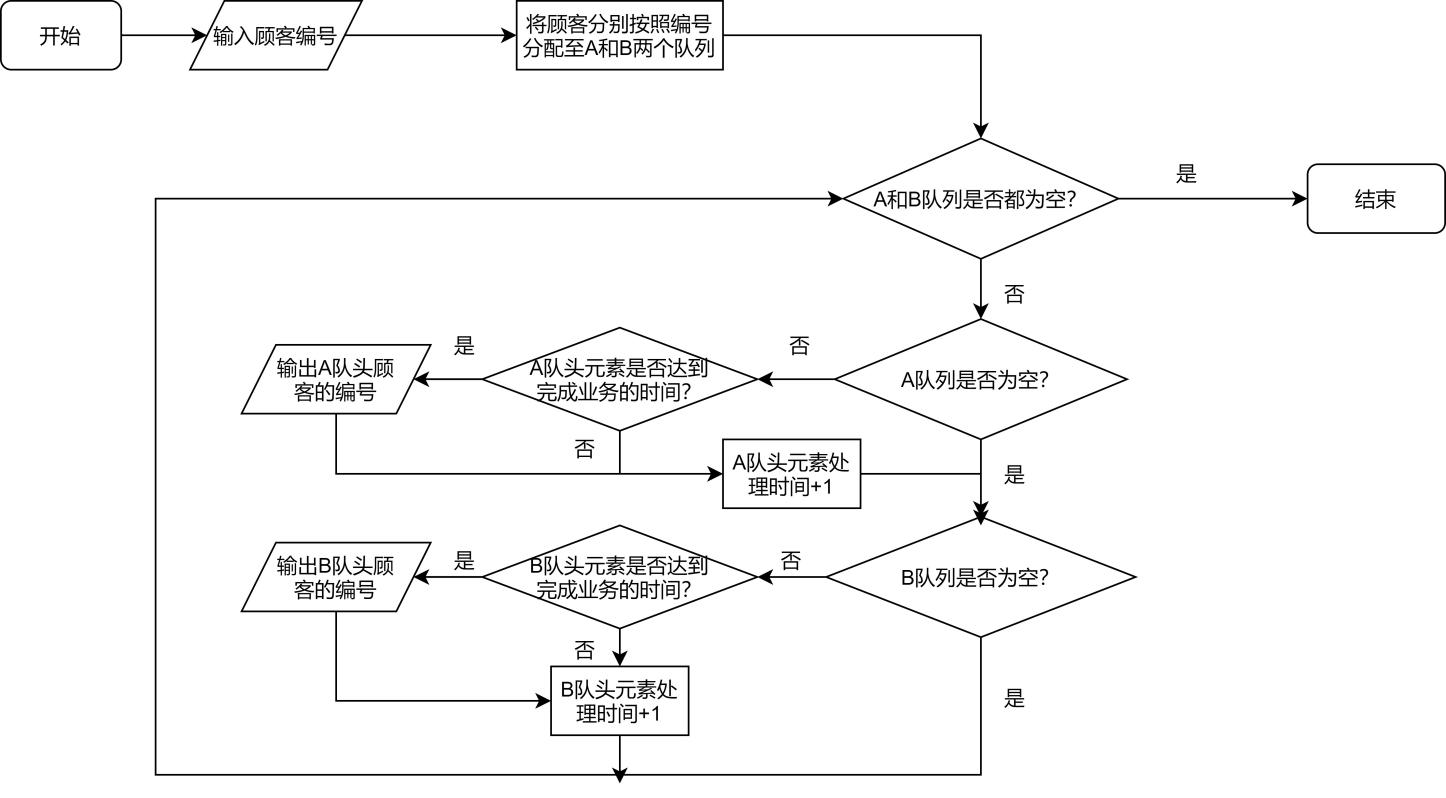 开始
输入顾客编号
将顾客分别按照编号
分配至A和B两个队列
A和B队列是否都为空?
是
结束
否
A队列是否为空?
否
A队头元素是否达到
完成业务的时间?
是
输出A队头顾
客的编号
否
A队头元素处
理时间+1
是
B队列是否为空?
否
B队头元素是否达到
完成业务的时间?
是
输出B队头顾
客的编号
否
B队头元素处
理时间+1
是